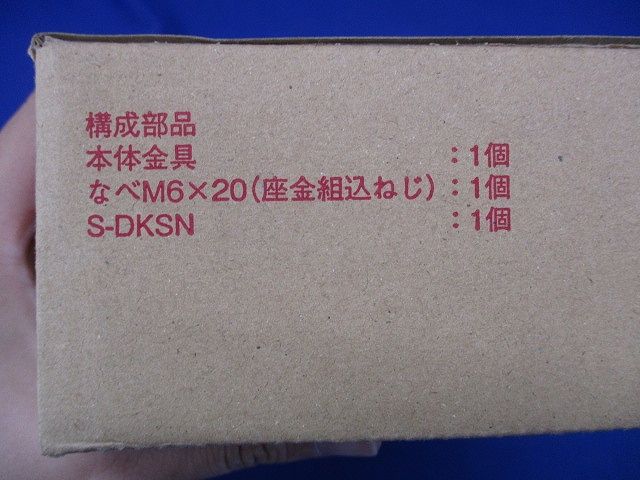 構成部品
本体金具 : 1個
なべM6×20(座金組込ねじ) : 1個
S-DKSN : 1個